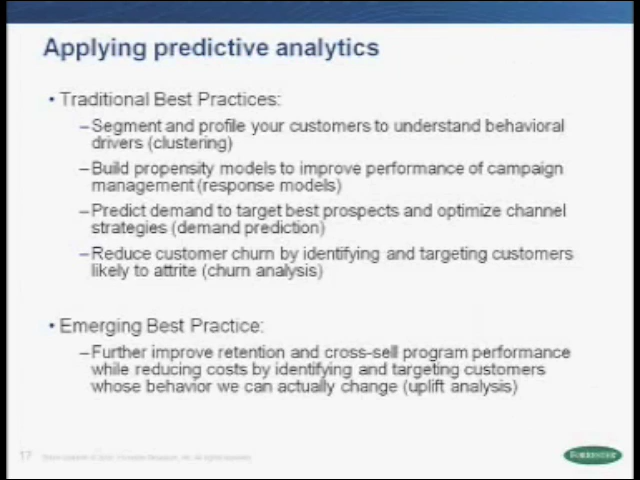 Applying predictive analytics
• Traditional Best Practices:
–Segment and profile your customers to understand behavioral
drivers (clustering)
–Build propensity models to improve performance of campaign
management (response models)
–Predict demand to target best prospects and optimize channel
strategies (demand prediction)
–Reduce customer churn by identifying and targeting customers
likely to attrite (churn analysis)
• Emerging Best Practice:
–Further improve retention and cross-sell program performance
while reducing costs by identifying and targeting customers
whose behavior we can actually change (uplift analysis)
17
FORRESTER